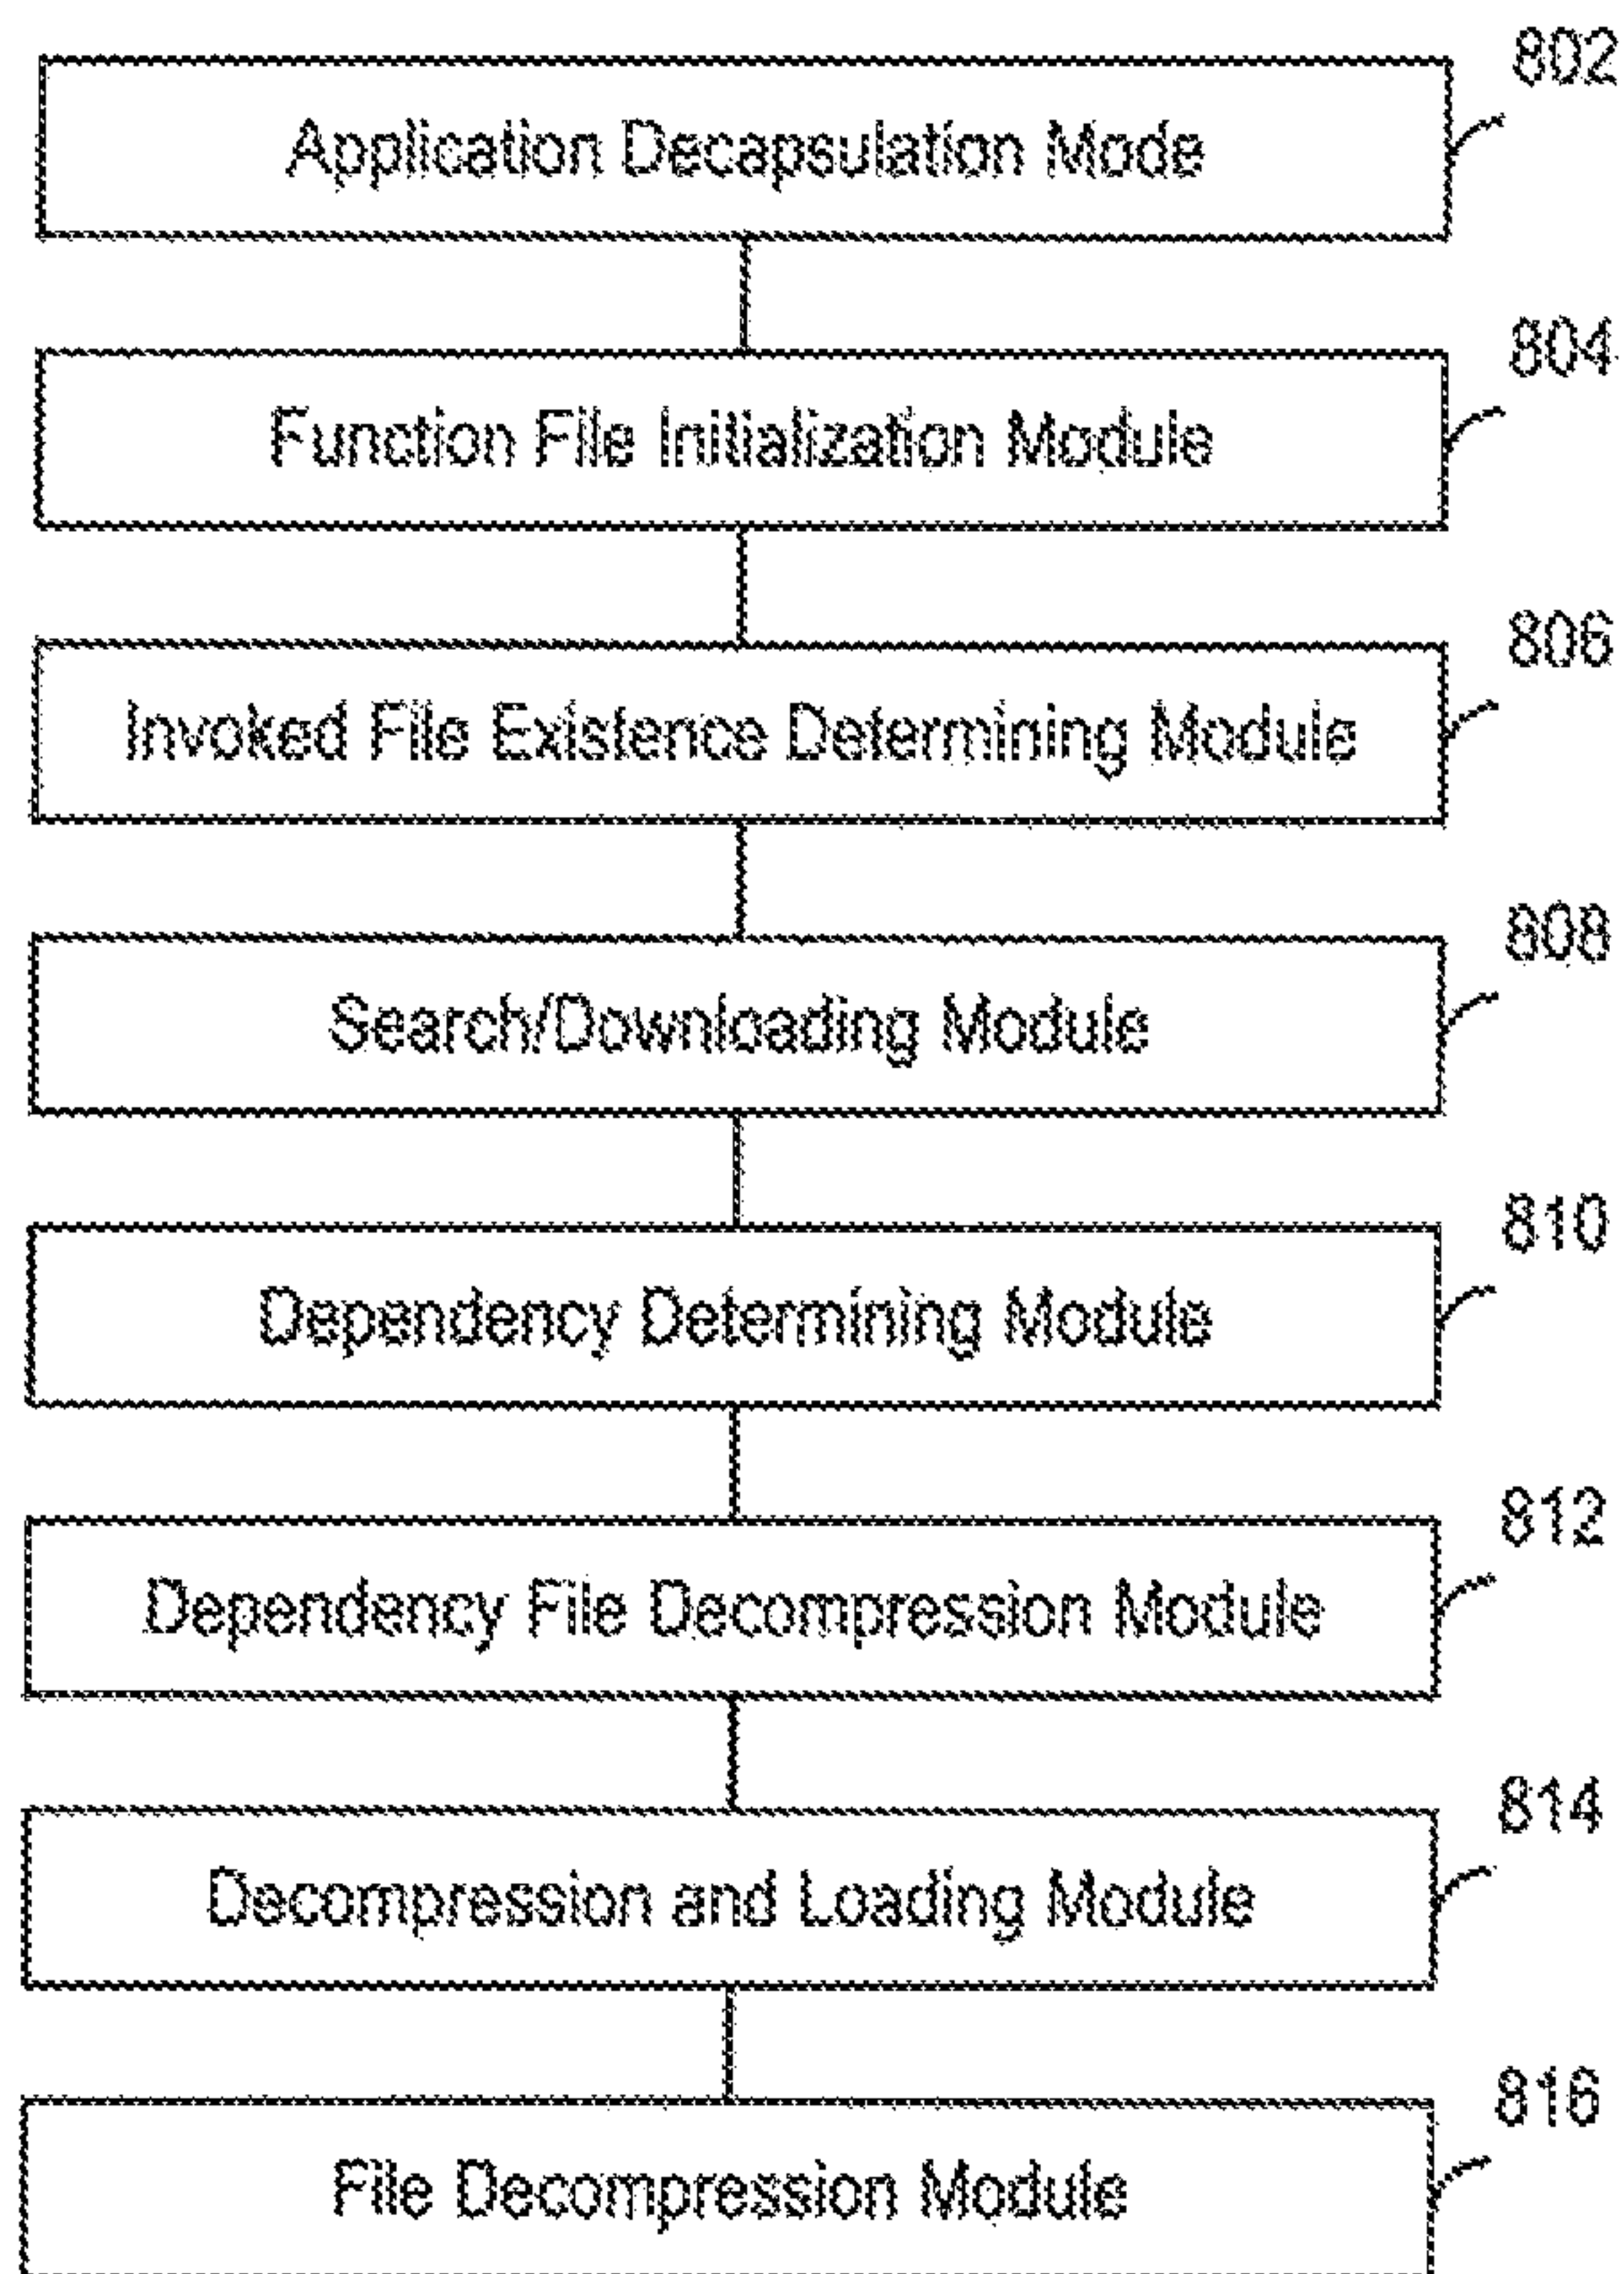 802
Application Decapsulation Mode
804
Function File Initialization Module
806
Invoked File Existence Determining Module
808
Search/Downloading Module
810
Dependency Determining Module
812
Dependency File Decompression Module
814
Decompression and Loading Module
816
File Decompression Module